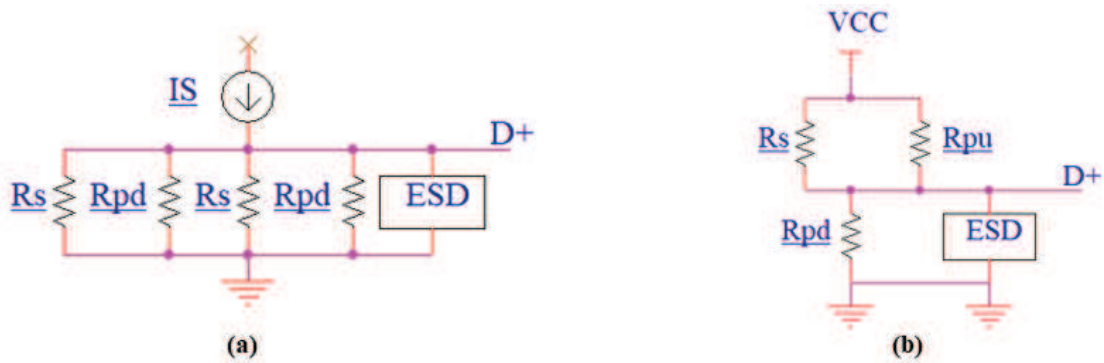 IS
D+
Rs Rpd Rs Rpd ESD
(a)
VCC
Rs Rpu
D+
Rpd ESD
(b)